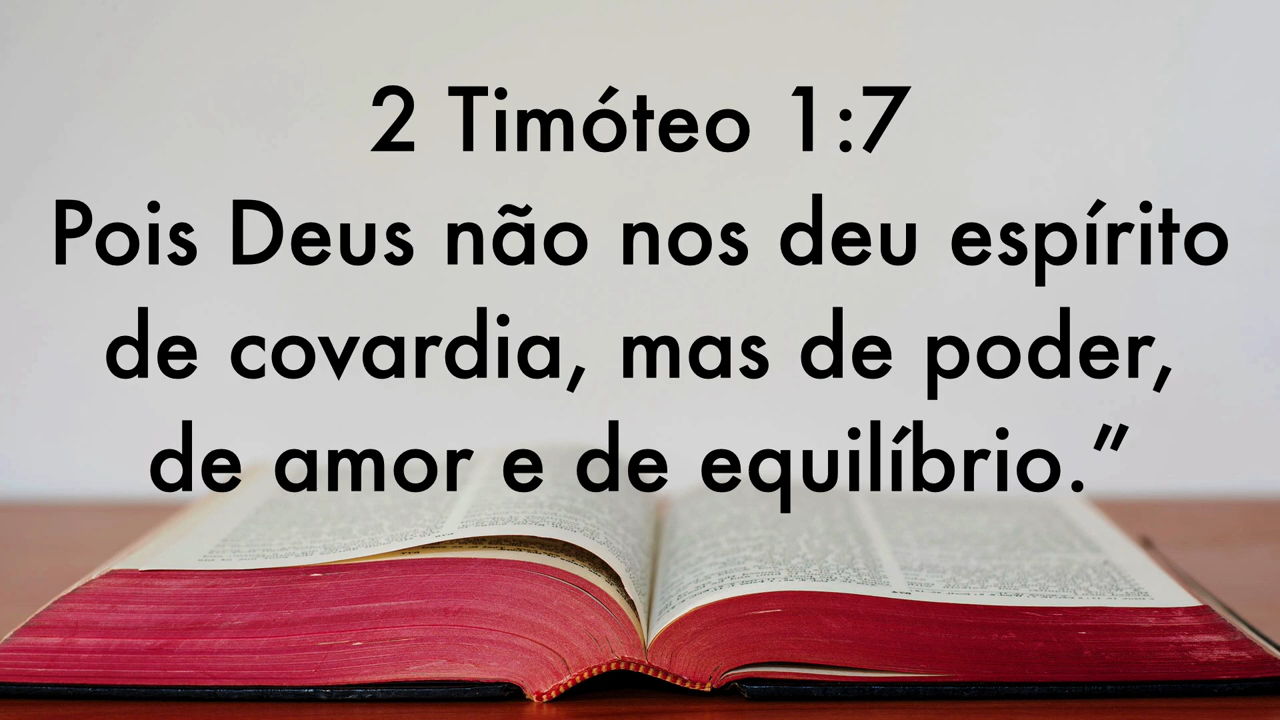 2 Timóteo 1:7
Pois Deus não nos deu espírito
de covardia, mas de poder,
de amor e de equilíbrio.”